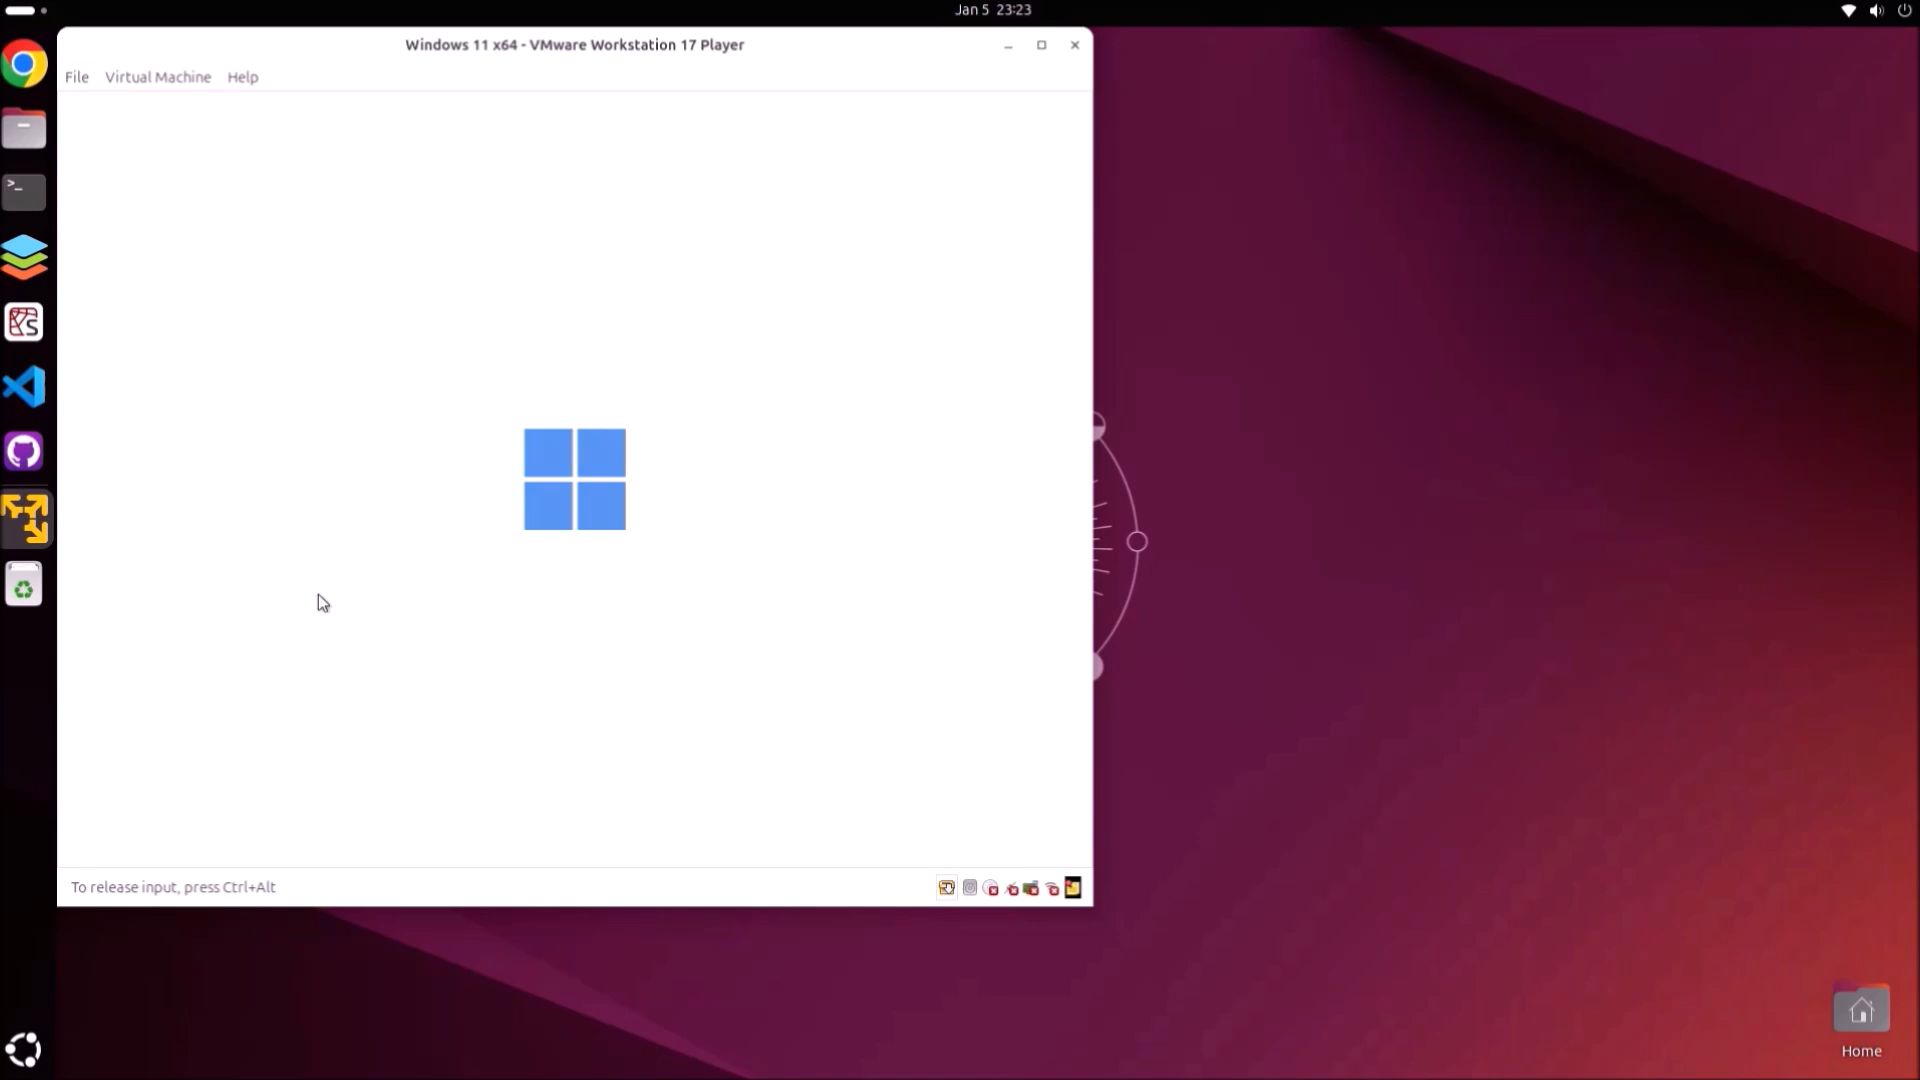 Jan 5 23:23
Windows 11 x64 - VMware Workstation 17 Player
File Virtual Machine Help
To release input, press Ctrl+Alt
Home